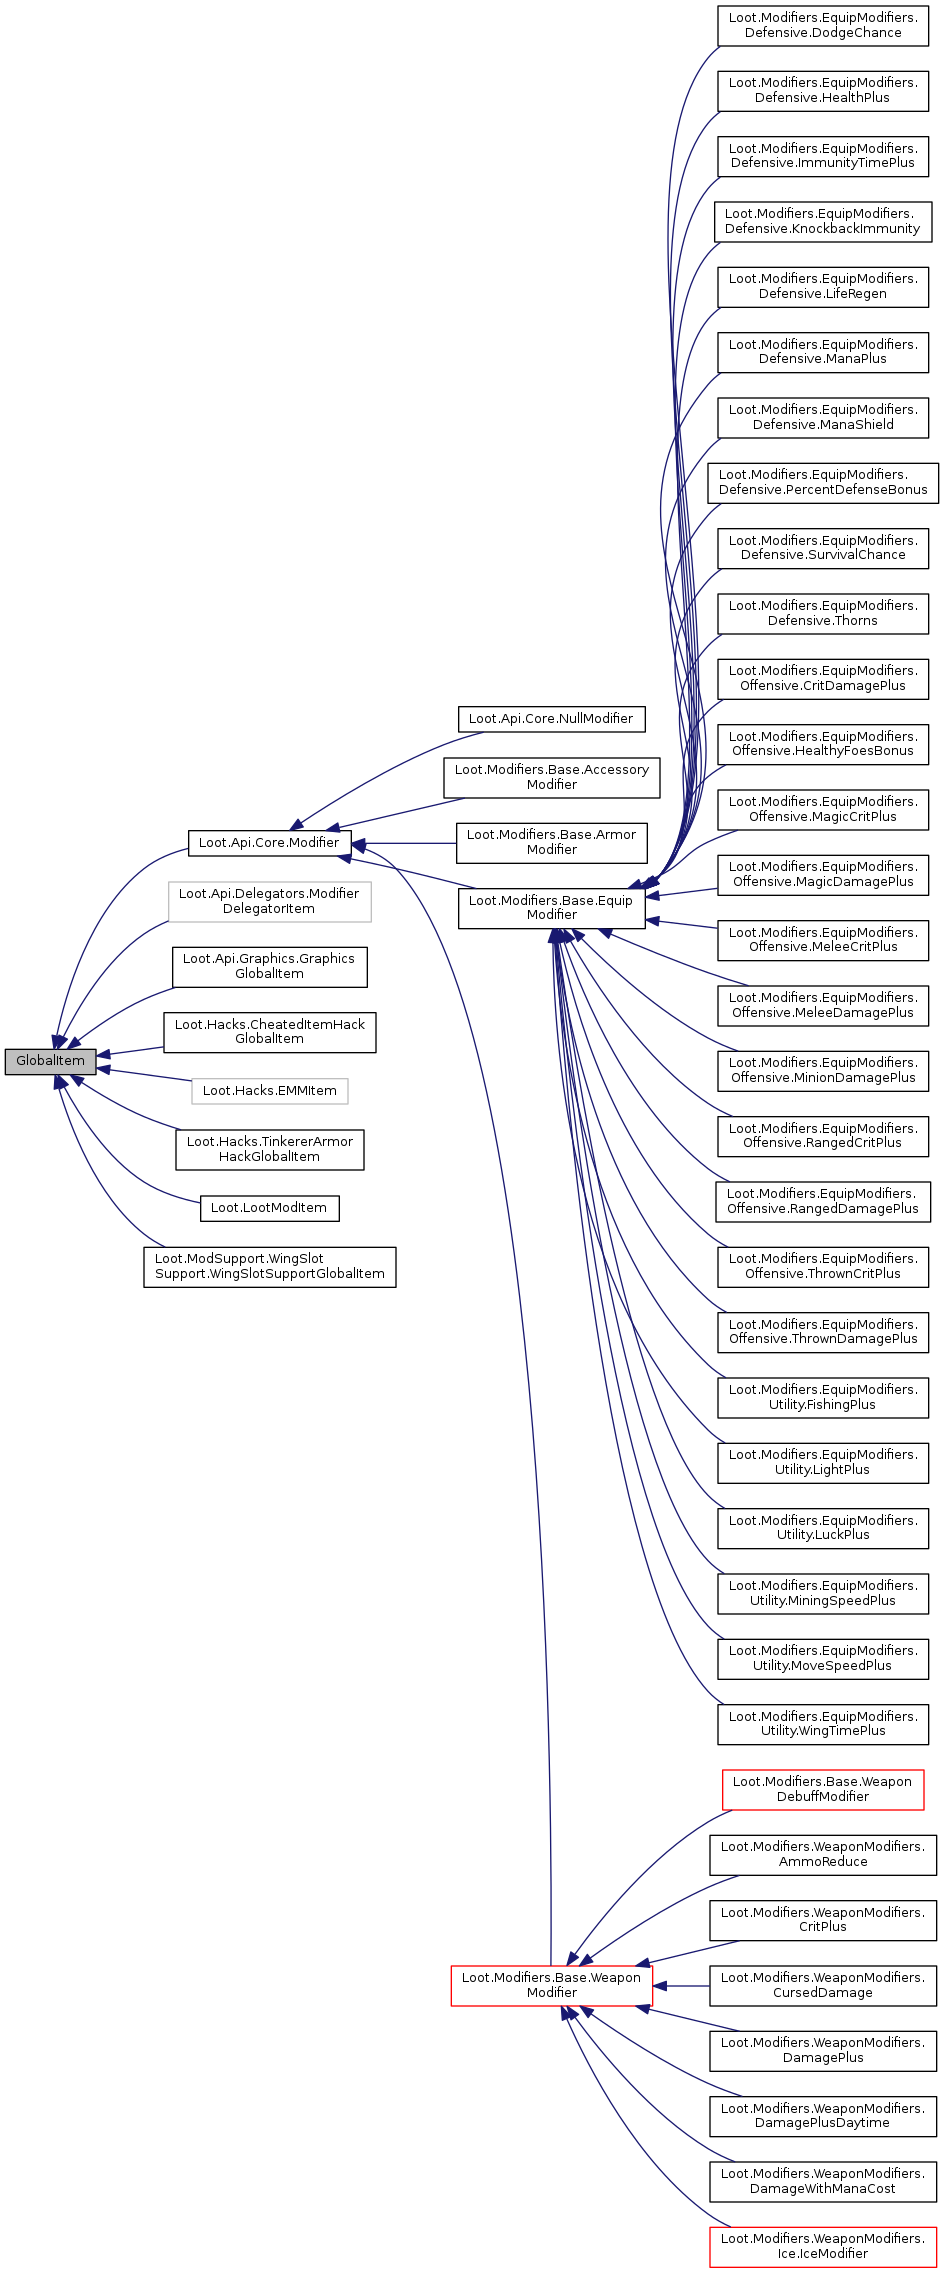 GlobalItem
Loot.Api.Core.Modifier
Loot.Api.Delegators.Modifier
DelegatorItem
Loot.Api.Graphics.Graphics
GlobalItem
Loot.Hacks.CheatedItemHack
GlobalItem
Loot.Hacks.EMMItem
Loot.Hacks.TinkererArmor
HackGlobalItem
Loot.LootModItem
Loot.ModSupport.WingSlot
Support.WingSlotSupportGlobalItem
Loot.Api.Core.NullModifier
Loot.Modifiers.Base.Accessory
Modifier
Loot.Modifiers.Base.Armor
Modifier
Loot.Modifiers.Base.Equip
Modifier
Loot.Modifiers.Base.Weapon
Modifier
Loot.Modifiers.EquipModifiers.
Defensive.DodgeChance
Loot.Modifiers.EquipModifiers.
Defensive.HealthPlus
Loot.Modifiers.EquipModifiers.
Defensive.ImmunityTimePlus
Loot.Modifiers.EquipModifiers.
Defensive.KnockbackImmunity
Loot.Modifiers.EquipModifiers.
Defensive.LifeRegen
Loot.Modifiers.EquipModifiers.
Defensive.ManaPlus
Loot.Modifiers.EquipModifiers.
Defensive.ManaShield
Loot.Modifiers.EquipModifiers.
Defensive.PercentDefenseBonus
Loot.Modifiers.EquipModifiers.
Defensive.SurvivalChance
Loot.Modifiers.EquipModifiers.
Defensive.Thorns
Loot.Modifiers.EquipModifiers.
Offensive.CritDamagePlus
Loot.Modifiers.EquipModifiers.
Offensive.HealthyFoesBonus
Loot.Modifiers.EquipModifiers.
Offensive.MagicCritPlus
Loot.Modifiers.EquipModifiers.
Offensive.MagicDamagePlus
Loot.Modifiers.EquipModifiers.
Offensive.MeleeCritPlus
Loot.Modifiers.EquipModifiers.
Offensive.MeleeDamagePlus
Loot.Modifiers.EquipModifiers.
Offensive.MinionDamagePlus
Loot.Modifiers.EquipModifiers.
Offensive.RangedCritPlus
Loot.Modifiers.EquipModifiers.
Offensive.RangedDamagePlus
Loot.Modifiers.EquipModifiers.
Offensive.ThrownCritPlus
Loot.Modifiers.EquipModifiers.
Offensive.ThrownDamagePlus
Loot.Modifiers.EquipModifiers.
Utility.FishingPlus
Loot.Modifiers.EquipModifiers.
Utility.LightPlus
Loot.Modifiers.EquipModifiers.
Utility.LuckPlus
Loot.Modifiers.EquipModifiers.
Utility.MiningSpeedPlus
Loot.Modifiers.EquipModifiers.
Utility.MoveSpeedPlus
Loot.Modifiers.EquipModifiers.
Utility.WingTimePlus
Loot.Modifiers.Base.Weapon
DebuffModifier
Loot.Modifiers.WeaponModifiers.
AmmoReduce
Loot.Modifiers.WeaponModifiers.
CritPlus
Loot.Modifiers.WeaponModifiers.
CursedDamage
Loot.Modifiers.WeaponModifiers.
DamagePlus
Loot.Modifiers.WeaponModifiers.
DamagePlusDaytime
Loot.Modifiers.WeaponModifiers.
DamageWithManaCost
Loot.Modifiers.WeaponModifiers.
Ice.IceModifier